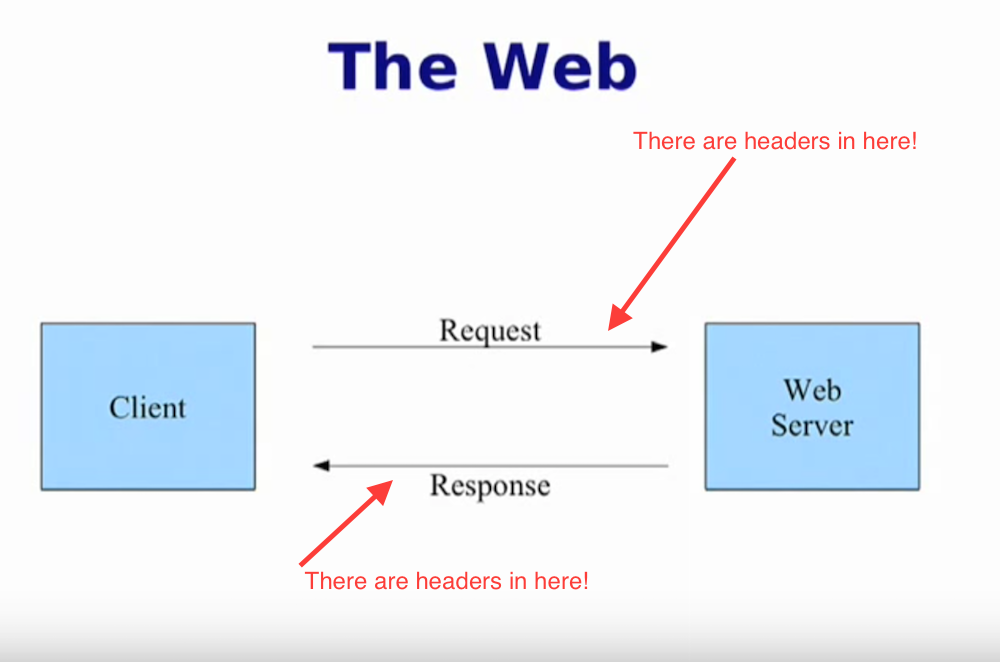 The Web
There are headers in here!
Request
Client
Web
Server
Response
There are headers in here!